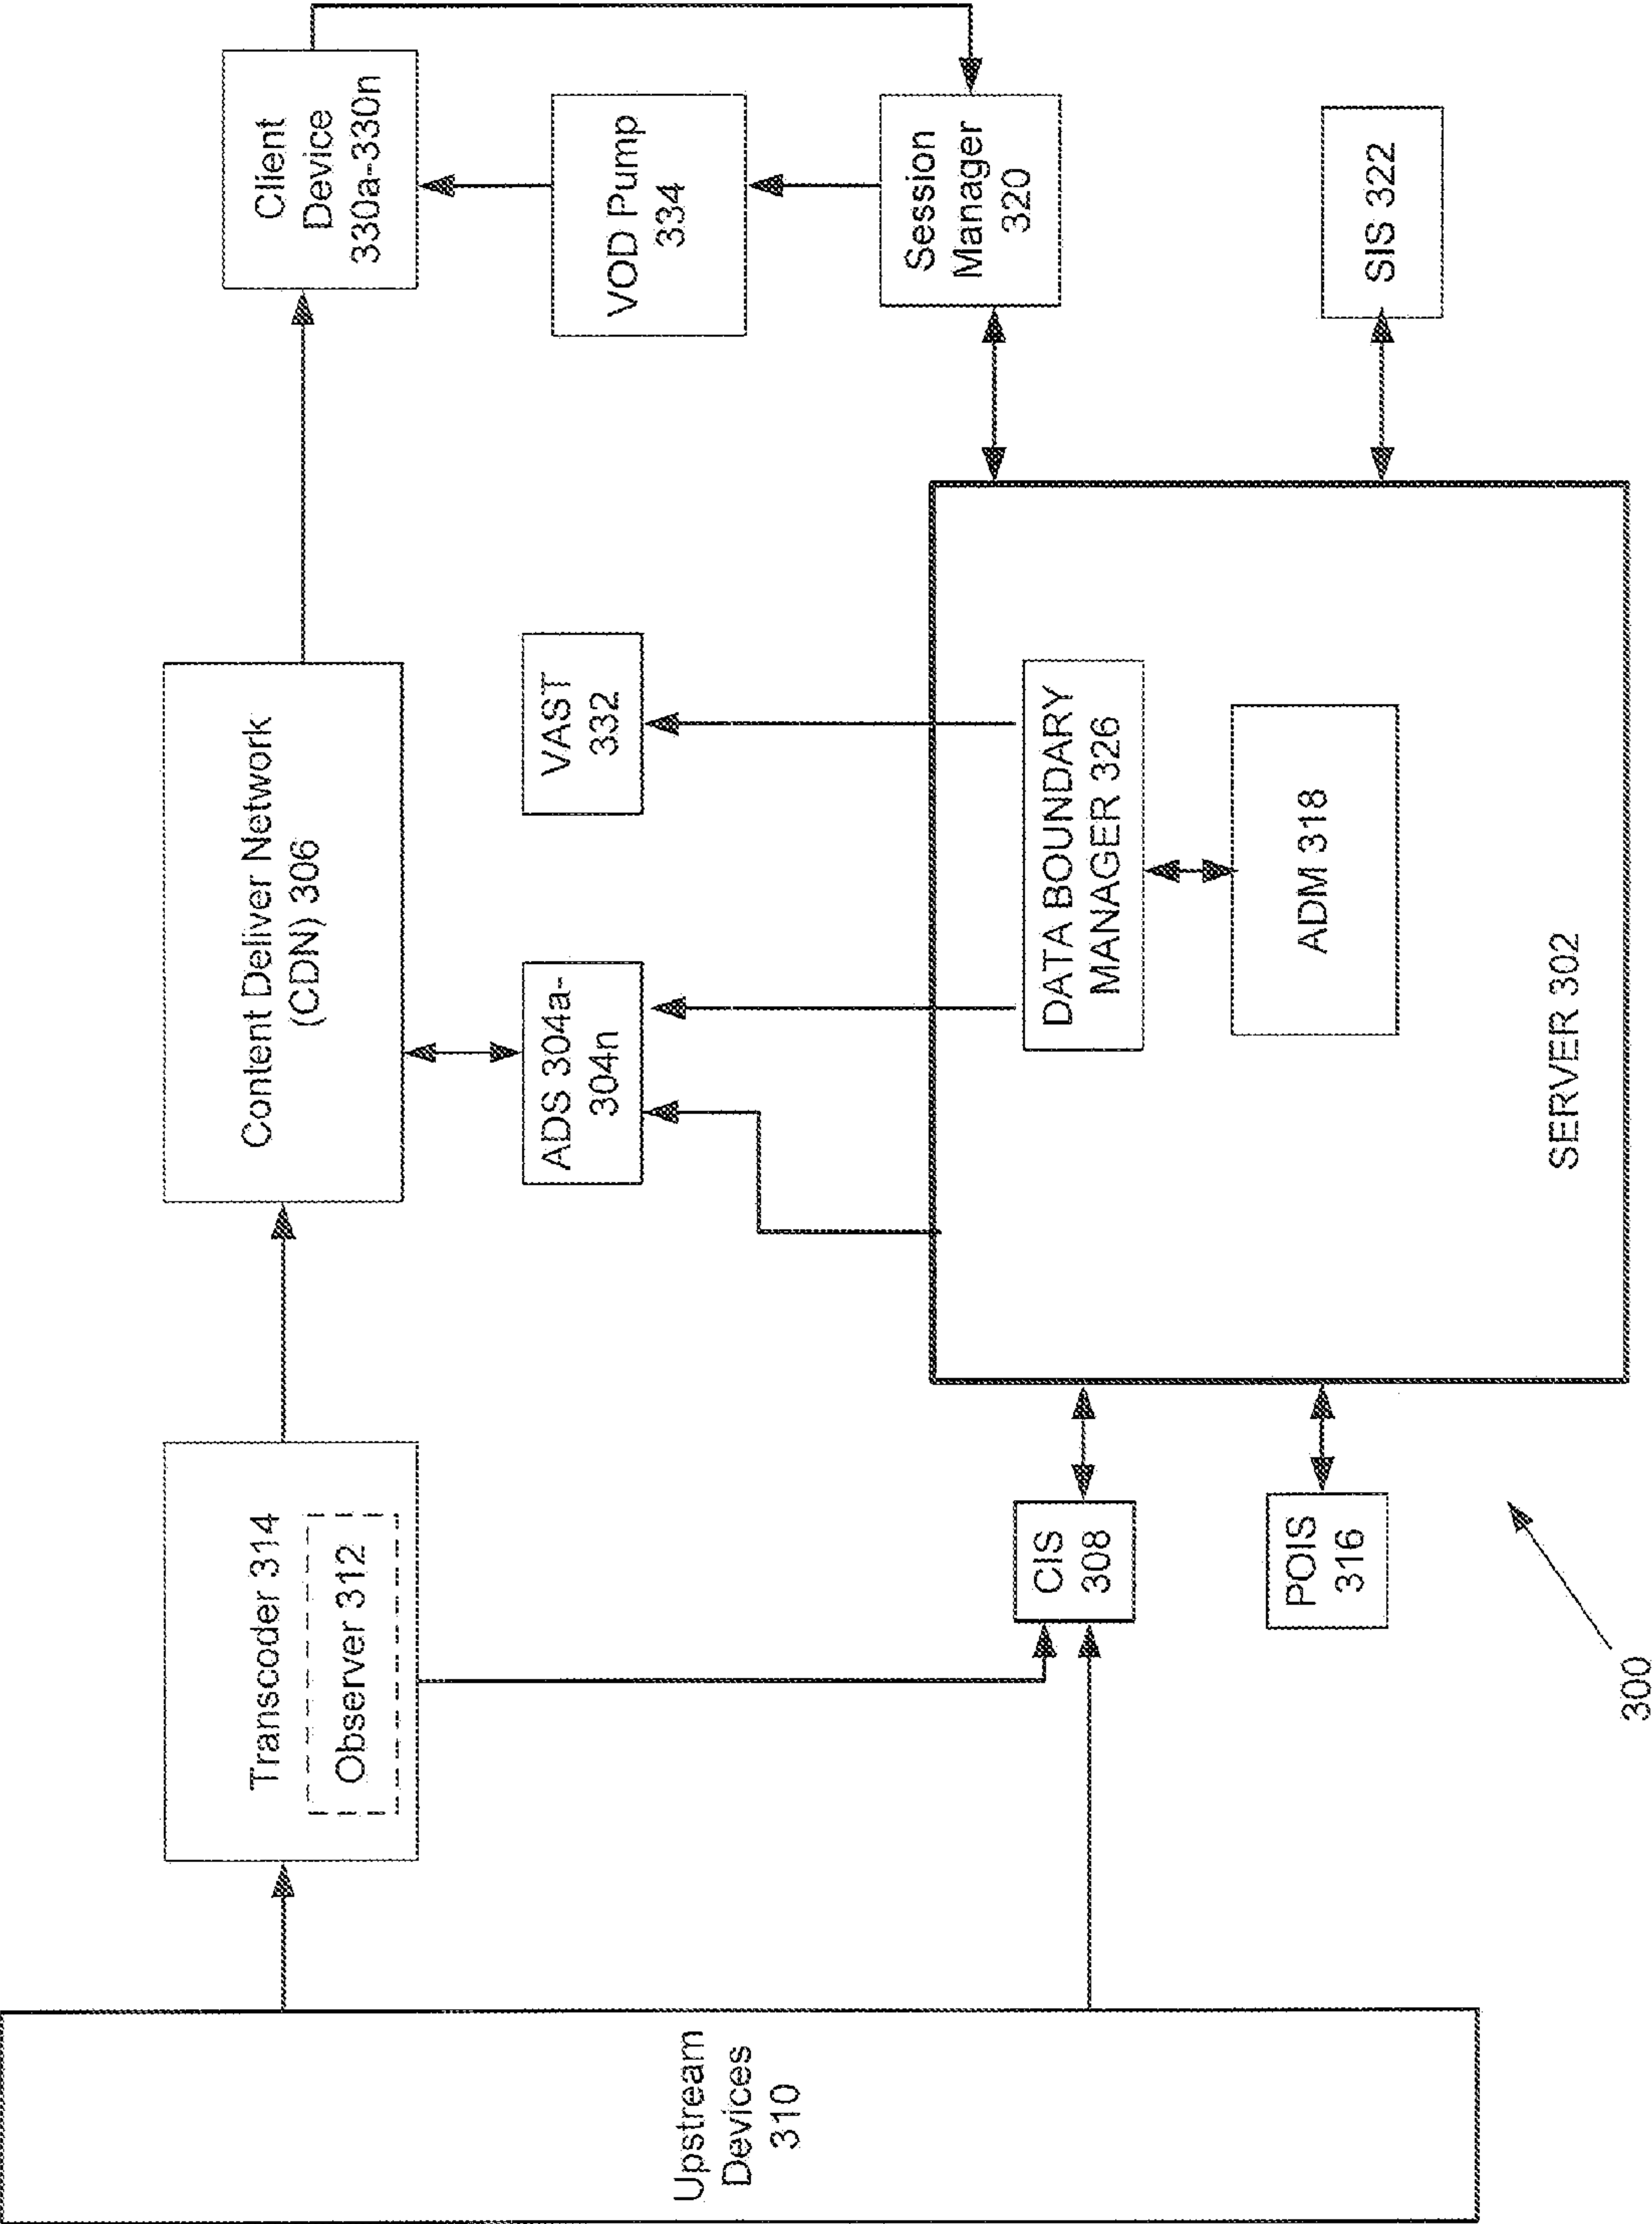 Upstream
Devices
310
Transcoder 314
Observer 312
Content Deliver Network
(CDN) 306
Client
Device
330a-330n
ADS 304a-
304n
VAST
332
VOD Pump
334
Session
Manager
320
CIS
308
POIS
316
DATA BOUNDARY
MANAGER 326
ADM 318
SERVER 302
SIS 322
300